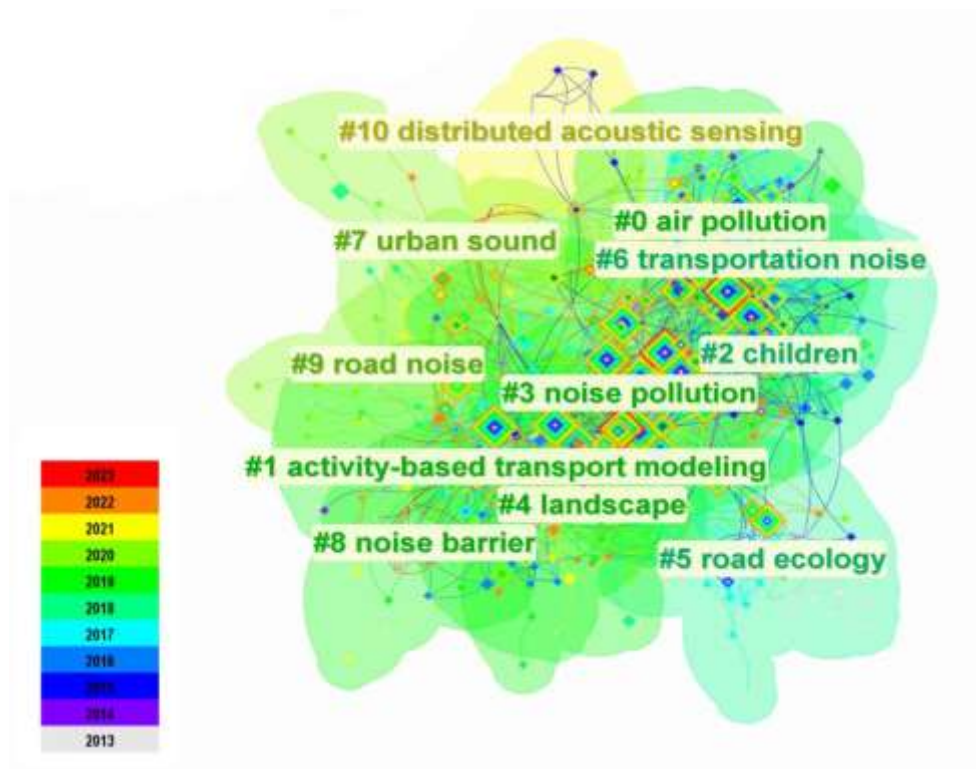 #10 distributed acoustic sensing
#0 air pollution
#7 urban sound
#6 transportation noise
#2 children
#9 road noise
#3 noise pollution
#1 activity-based transport modeling
#4 landscape
#8 noise barrier
#5 road ecology
2023
2022
2021
2020
2019
2018
2017
2016
2015
2014
2013